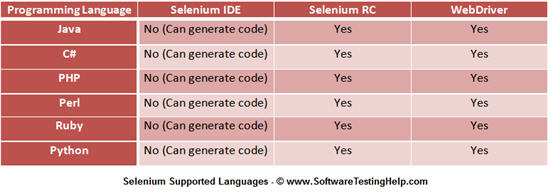 Programming Language Selenium IDE Selenium RC WebDriver
Java No (Can generate code) Yes Yes
C# No (Can generate code) Yes Yes
PHP No (Can generate code) Yes Yes
Perl No (Can generate code) Yes Yes
Ruby No (Can generate code) Yes Yes
Python No (Can generate code) Yes Yes
Selenium Supported Languages - © www.SoftwareTestingHelp.com